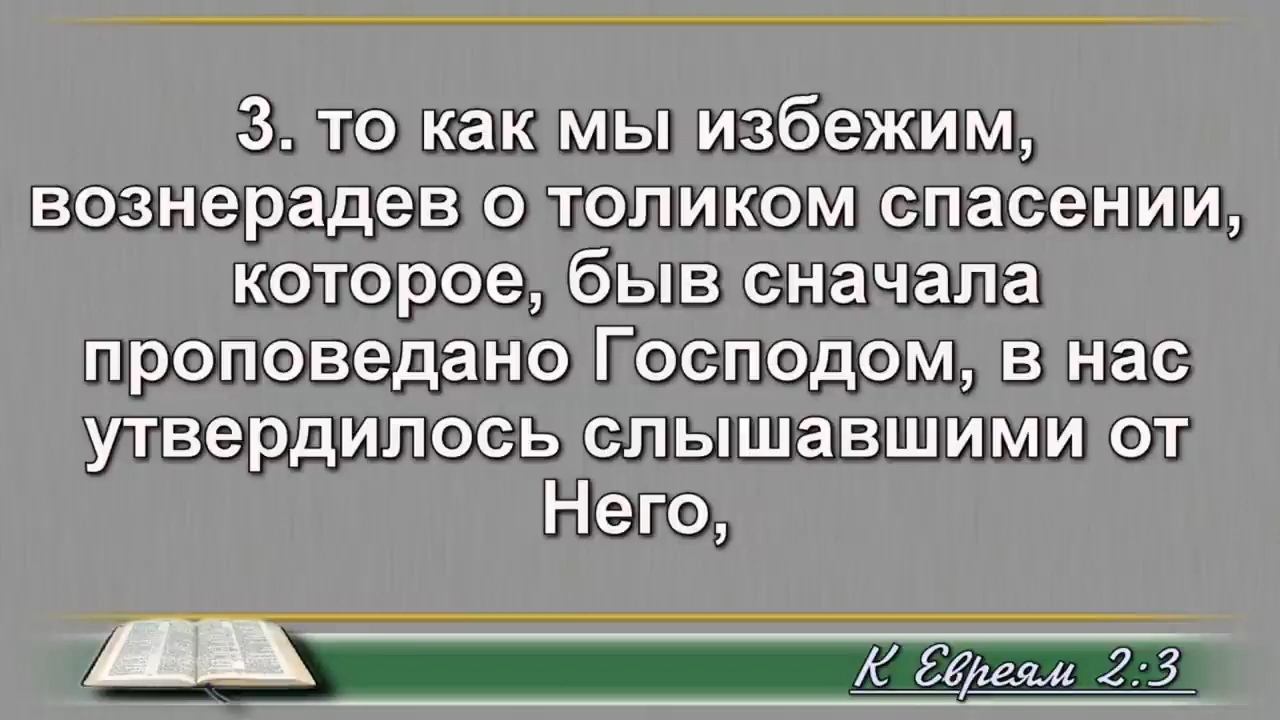 3. то как мы избежим,
вознерадев о толиком спасении,
которое, быв сначала
проповедано Господом, в нас
утвердилось слышавшими от
Него,
К Евреям 2:3